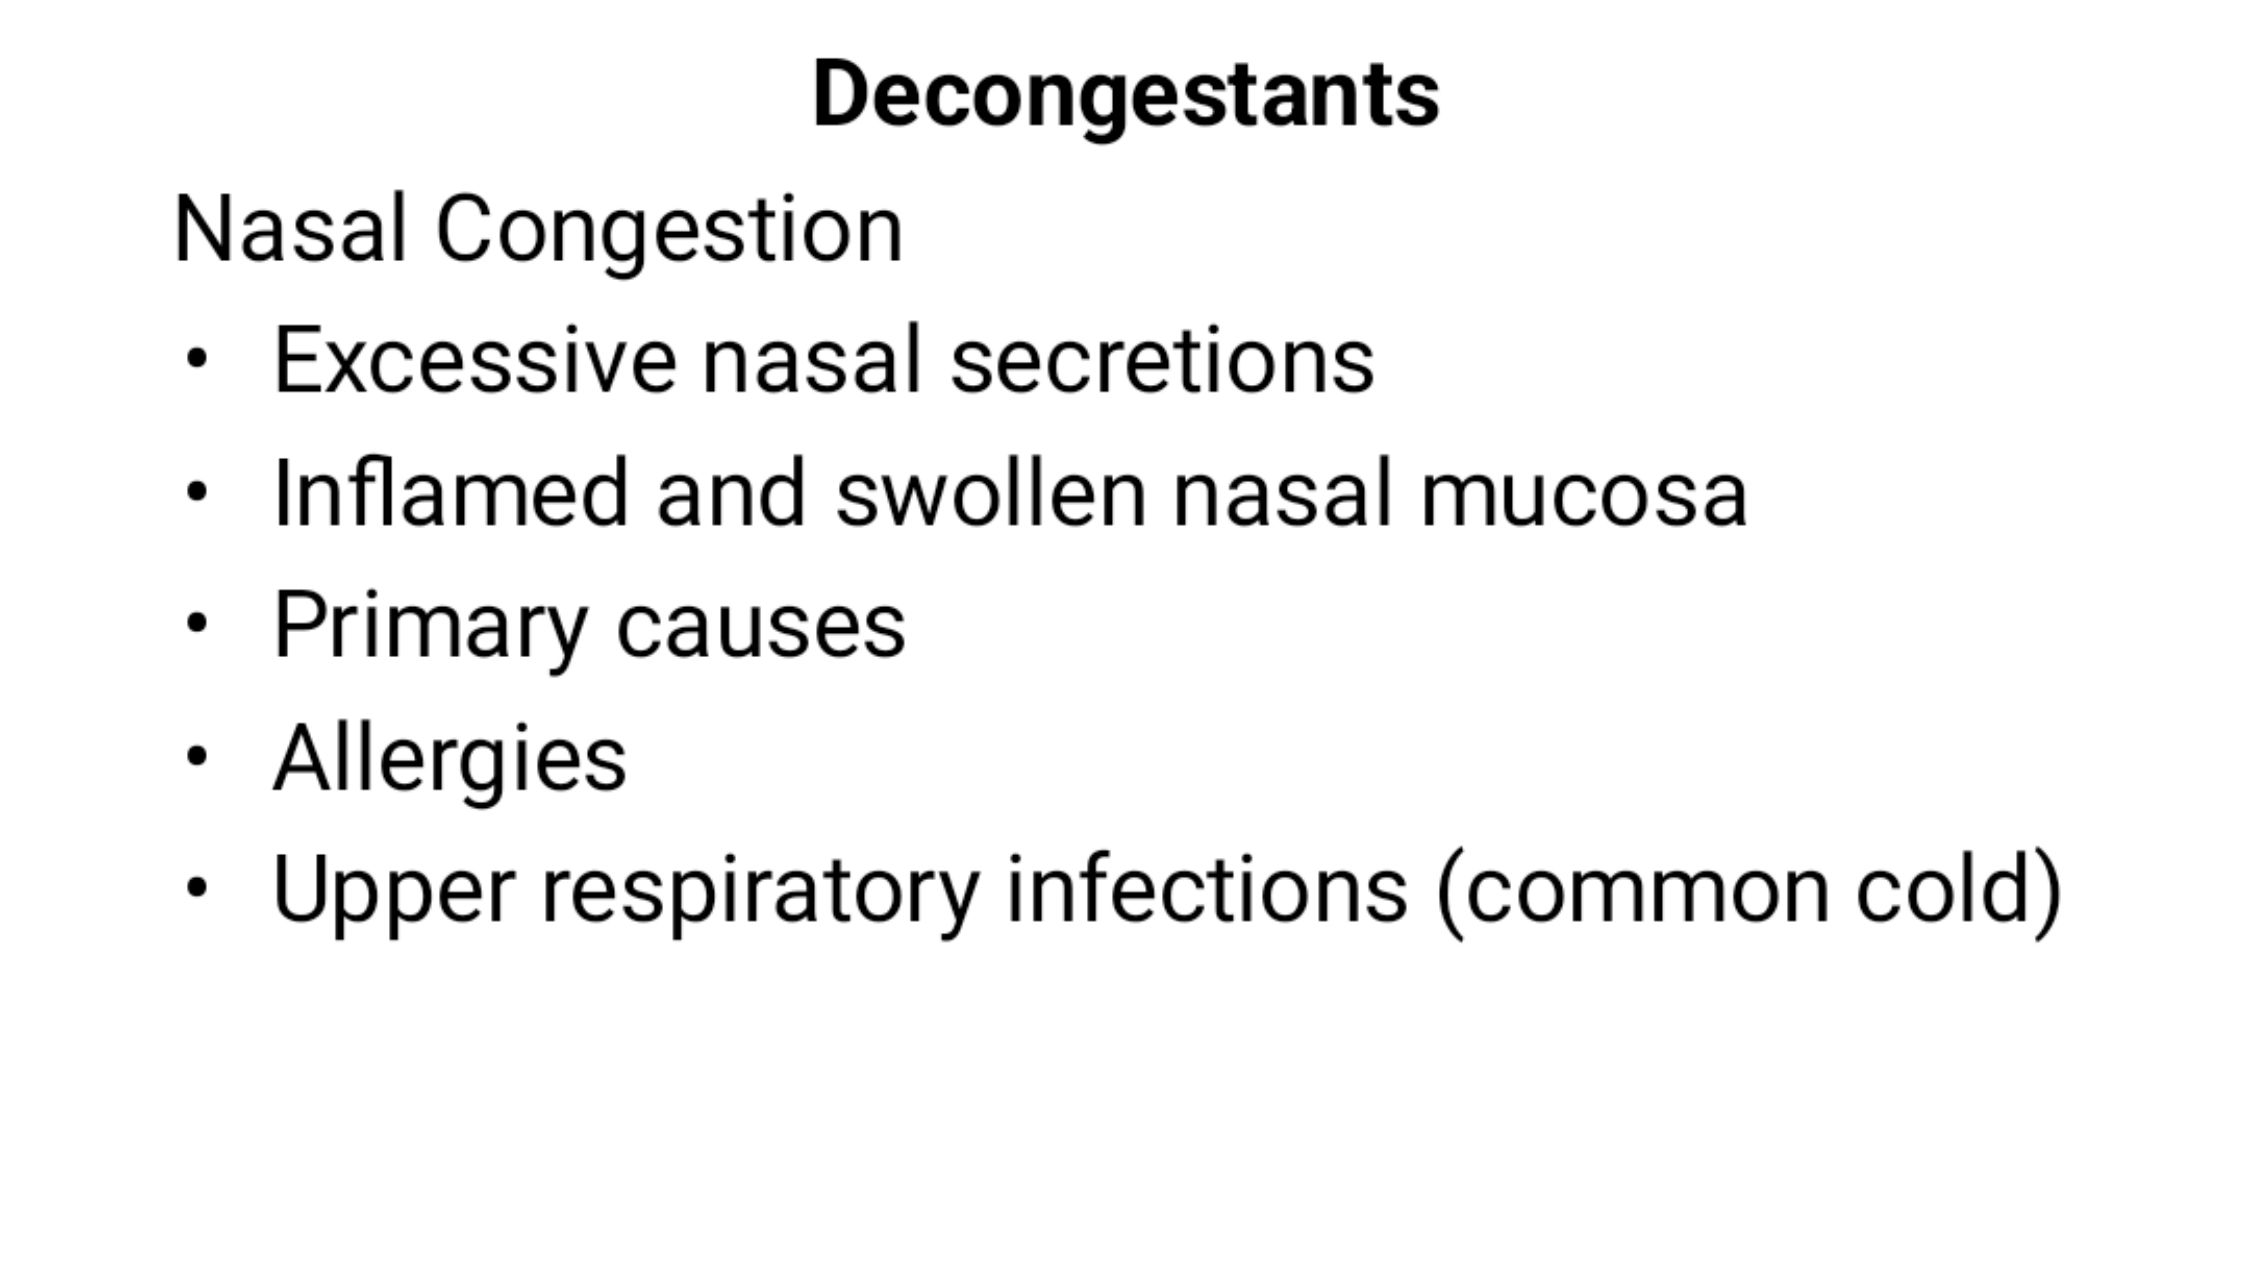 Decongestants
Nasal Congestion
• Excessive nasal secretions
• Inflamed and swollen nasal mucosa
• Primary causes
• Allergies
• Upper respiratory infections (common cold)